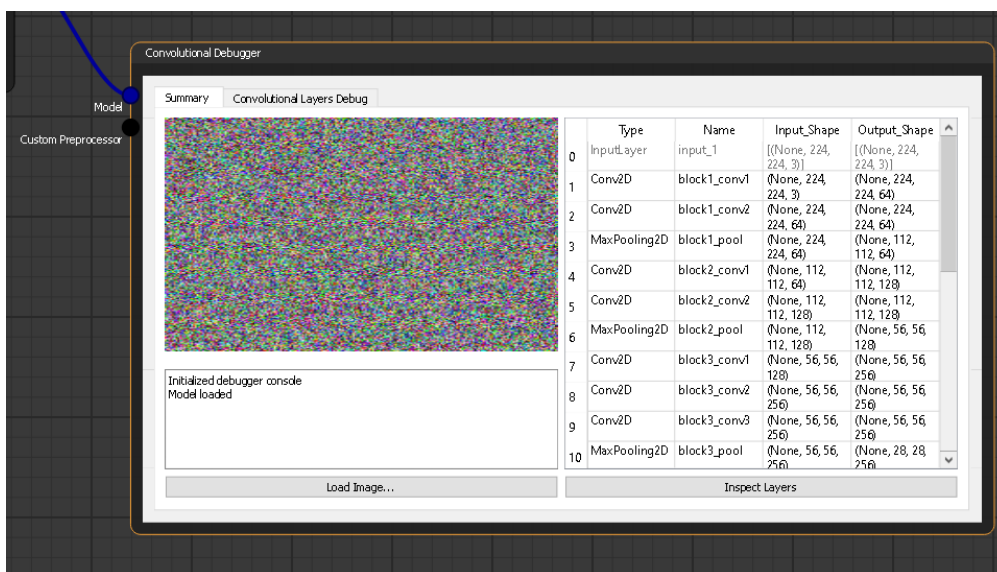 Convolutional Debugger
Model
Custom Preprocessor
Summary
Convolutional Layers Debug
Type Name Input_Shape Output_Shape
0 InputLayer input_1 [(None, 224, 224, 3)] [(None, 224, 224, 3)]
1 Conv2D block1_conv1 (None, 224, 224, 3) (None, 224, 224, 64)
2 Conv2D block1_conv2 (None, 224, 224, 64) (None, 224, 224, 64)
3 MaxPooling2D block1_pool (None, 224, 224, 64) (None, 112, 112, 64)
4 Conv2D block2_conv1 (None, 112, 112, 64) (None, 112, 112, 128)
5 Conv2D block2_conv2 (None, 112, 112, 128) (None, 112, 112, 128)
6 MaxPooling2D block2_pool (None, 112, 112, 128) (None, 56, 56, 128)
7 Conv2D block3_conv1 (None, 56, 56, 128) (None, 56, 56, 256)
8 Conv2D block3_conv2 (None, 56, 56, 256) (None, 56, 56, 256)
9 Conv2D block3_conv3 (None, 56, 56, 256) (None, 56, 56, 256)
10 MaxPooling2D block3_pool (None, 56, 56, 256) (None, 28, 28, 256)
Initialized debugger console
Model loaded
Load Image...
Inspect Layers